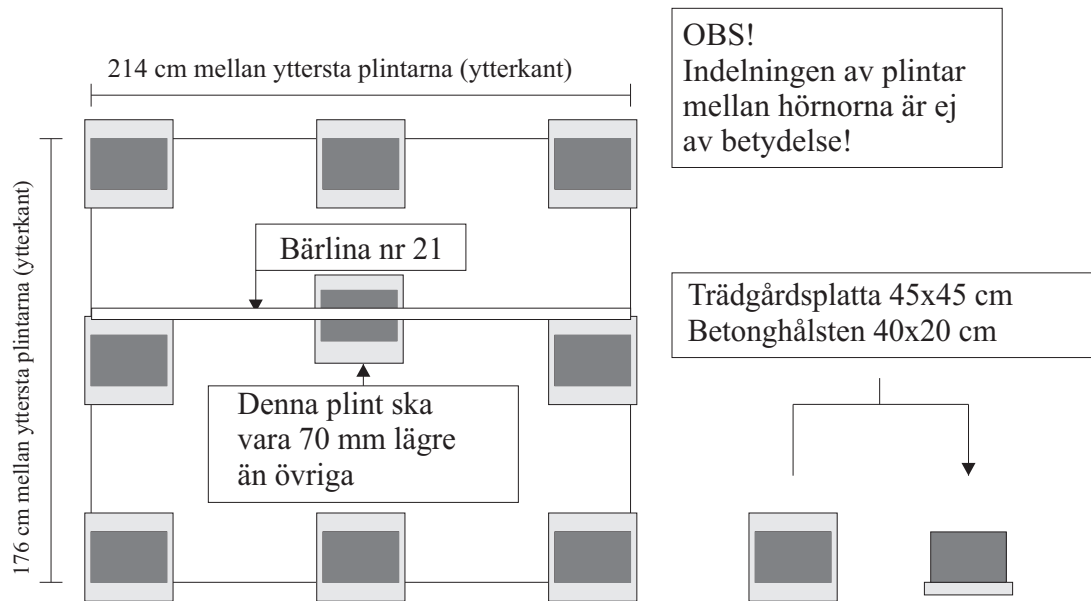 214 cm mellan yttersta plintarna (ytterkant)
OBS!
Indelningen av plintar
mellan hörnorna är ej
av betydelse!
176 cm mellan yttersta plintarna (ytterkant)
Bärlina nr 21
Trädgårdsplatta 45x45 cm
Betonghålsten 40x20 cm
Denna plint ska
vara 70 mm lägre
än övriga